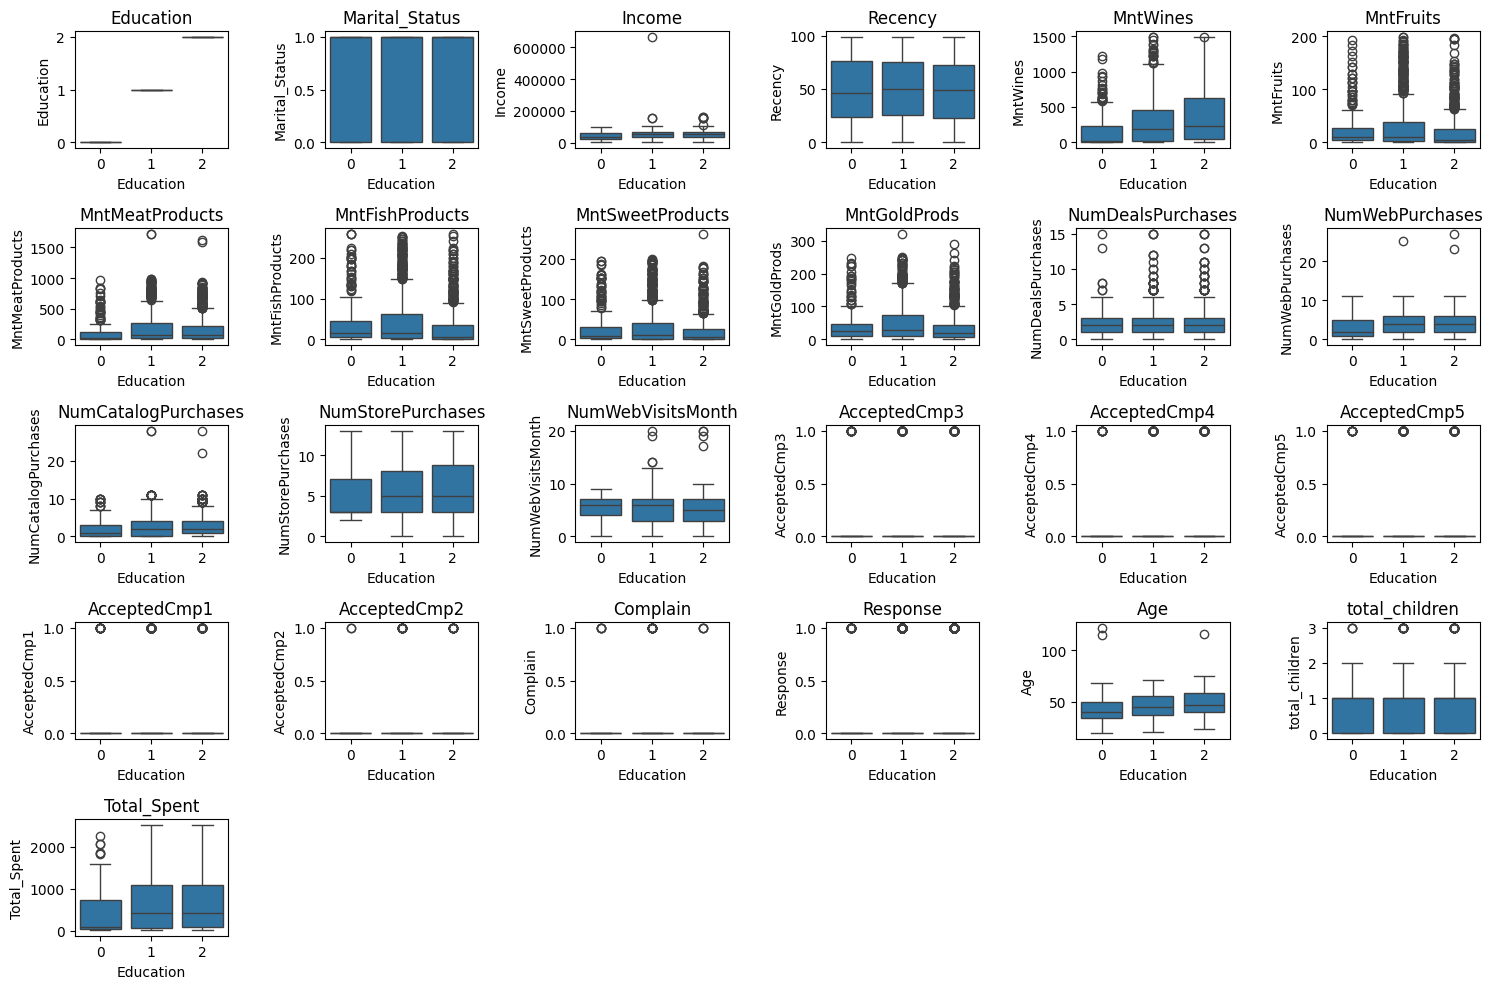 Education
Marital_Status
Income
Recency
MntWines
MntFruits
Education
2
1
0
0 1 2
Education
Marital_Status
1.0
0.5
0.0
0 1 2
Education
Income
600000
400000
200000
0
0 1 2
Education
Recency
100
50
0
0 1 2
Education
MntWines
1500
1000
500
0
0 1 2
Education
MntFruits
200
100
0
0 1 2
Education
MntMeatProducts
MntFishProducts
MntSweetProducts
MntGoldProds
NumDealsPurchases
NumWebPurchases
MntMeatProducts
1500
1000
500
0
0 1 2
Education
MntFishProducts
200
100
0
0 1 2
Education
MntSweetProducts
200
100
0
0 1 2
Education
MntGoldProds
300
200
100
0
0 1 2
Education
NumDealsPurchases
15
10
5
0
0 1 2
Education
NumWebPurchases
20
10
0
0 1 2
Education
NumCatalogPurchases
NumStorePurchases
NumWebVisitsMonth
AcceptedCmp3
AcceptedCmp4
AcceptedCmp5
NumCatalogPurchases
20
10
0
0 1 2
Education
NumStorePurchases
10
5
0
0 1 2
Education
NumWebVisitsMonth
20
10
0
0 1 2
Education
AcceptedCmp3
1.0
0.5
0.0
0 1 2
Education
AcceptedCmp4
1.0
0.5
0.0
0 1 2
Education
AcceptedCmp5
1.0
0.5
0.0
0 1 2
Education
AcceptedCmp1
AcceptedCmp2
Complain
Response
Age
total_children
AcceptedCmp1
1.0
0.5
0.0
0 1 2
Education
AcceptedCmp2
1.0
0.5
0.0
0 1 2
Education
Complain
1.0
0.5
0.0
0 1 2
Education
Response
1.0
0.5
0.0
0 1 2
Education
Age
100
50
0 1 2
Education
total_children
3
2
1
0
0 1 2
Education
Total_Spent
Total_Spent
2000
1000
0
0 1 2
Education